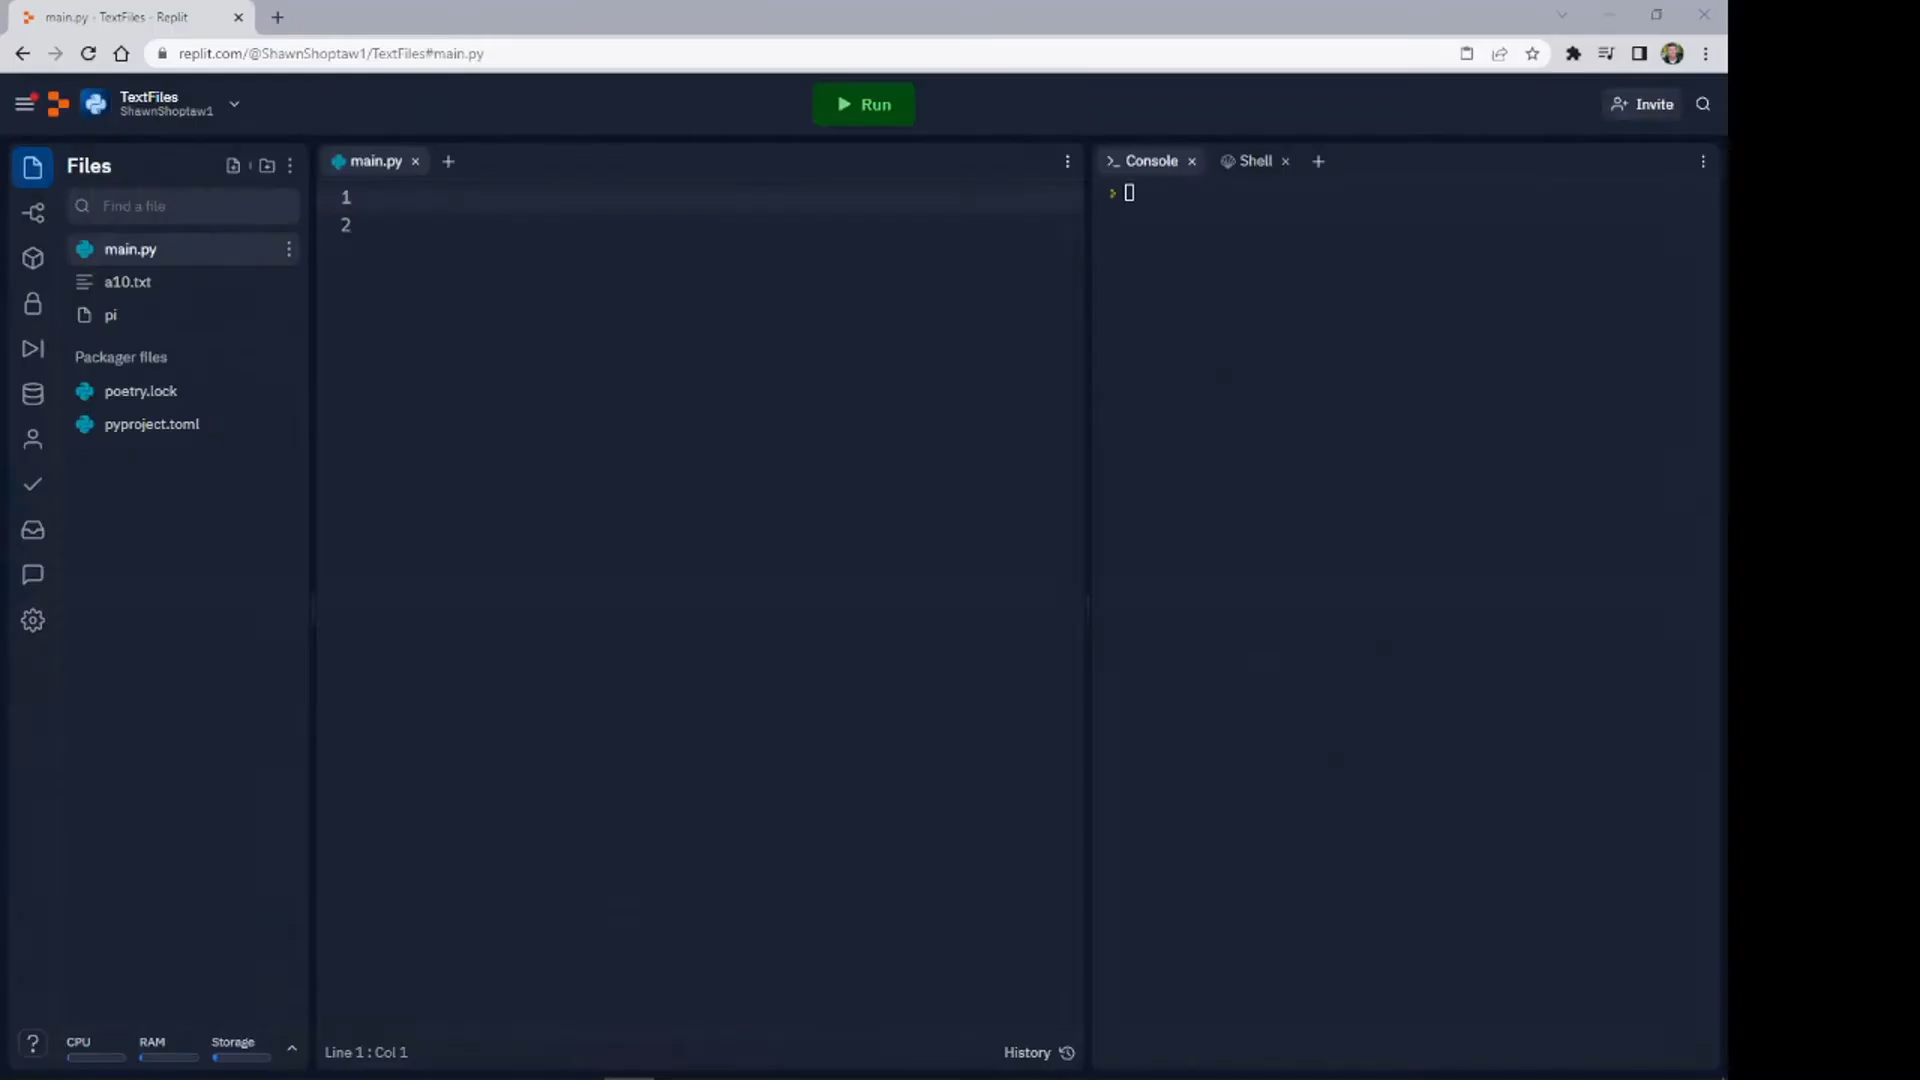 main.py - TextFiles - Replit
replit.com/@ShawnShoptaw1/TextFiles#main.py
TextFiles
ShawnShoptaw1
Run
Invite
Files
Find a file
main.py
a10.txt
pi
Packager files
poetry.lock
pyproject.toml
CPU
RAM
Storage
main.py
1
2
Line 1 : Col 1
History
Console
Shell